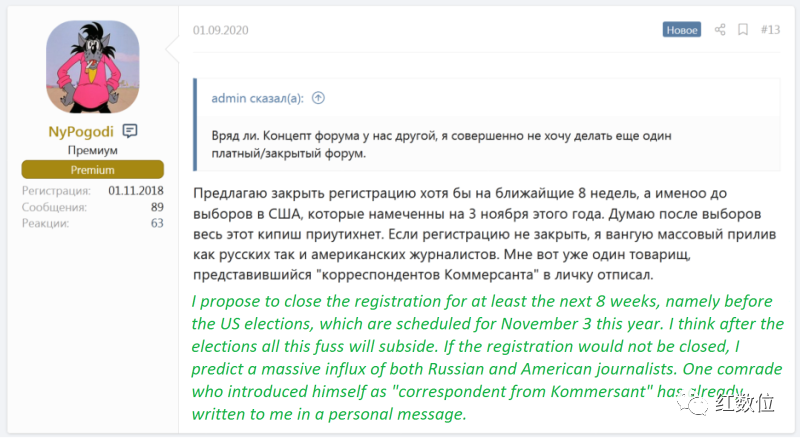 01.09.2020
Новое
#13
NyPogodi
Премиум
Premium
Регистрация: 01.11.2018
Сообщения: 89
Реакции: 63
admin сказал(а):
Вряд ли. Концепт форума у нас другой, я совершенно не хочу делать еще один
платный/закрытый форум.
Предлагаю закрыть регистрацию хотя бы на ближайщие 8 недель, а именоо до
выборов в США, которые намеченны на 3 ноября этого года. Думаю после выборов
весь этот кипиш приутихнет. Если регистрацию не закрыть, я вангую массовый прилив
как русских так и американских журналистов. Мне вот уже один товарищ,
представившийся "корреспондентов Коммерсанта" в личку отписал.
I propose to close the registration for at least the next 8 weeks, namely before
the US elections, which are scheduled for November 3 this year. I think after the
elections all this fuss will subside. If the registration would not be closed, I
predict a massive influx of both Russian and American journalists. One comrade
who introduced himself as "correspondent from Kommersant" has already
written to me in a personal message.
红数位